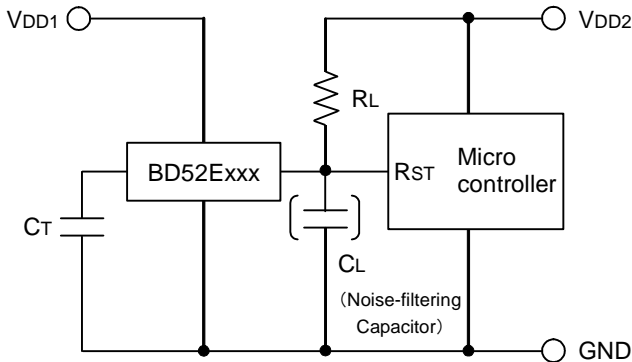 VDD1
VDD2
RL
BD52Exxx
RST
Micro
controller
CT
CL
（Noise-filtering
Capacitor）
GND